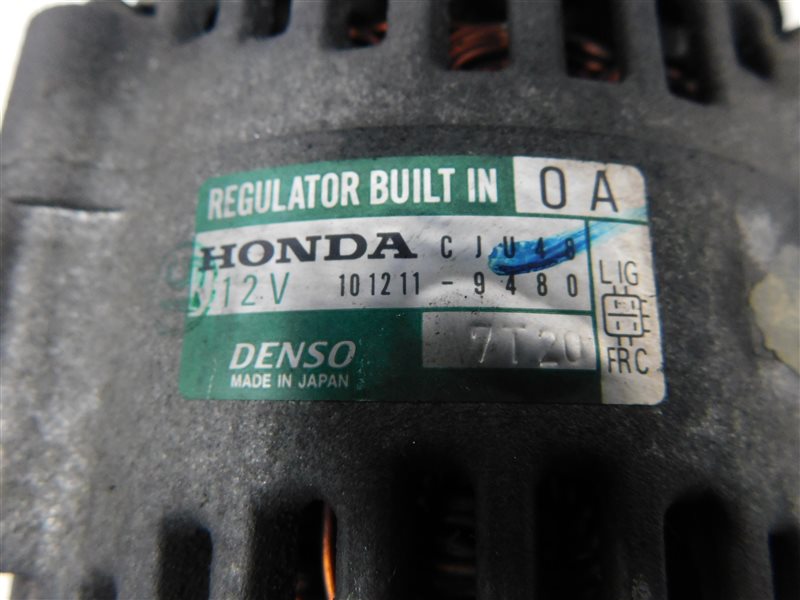 REGULATOR BUILT IN 0A
HONDA CJU48
12V 101211-9480
L IG
DENSO 7T20
MADE IN JAPAN
FR C